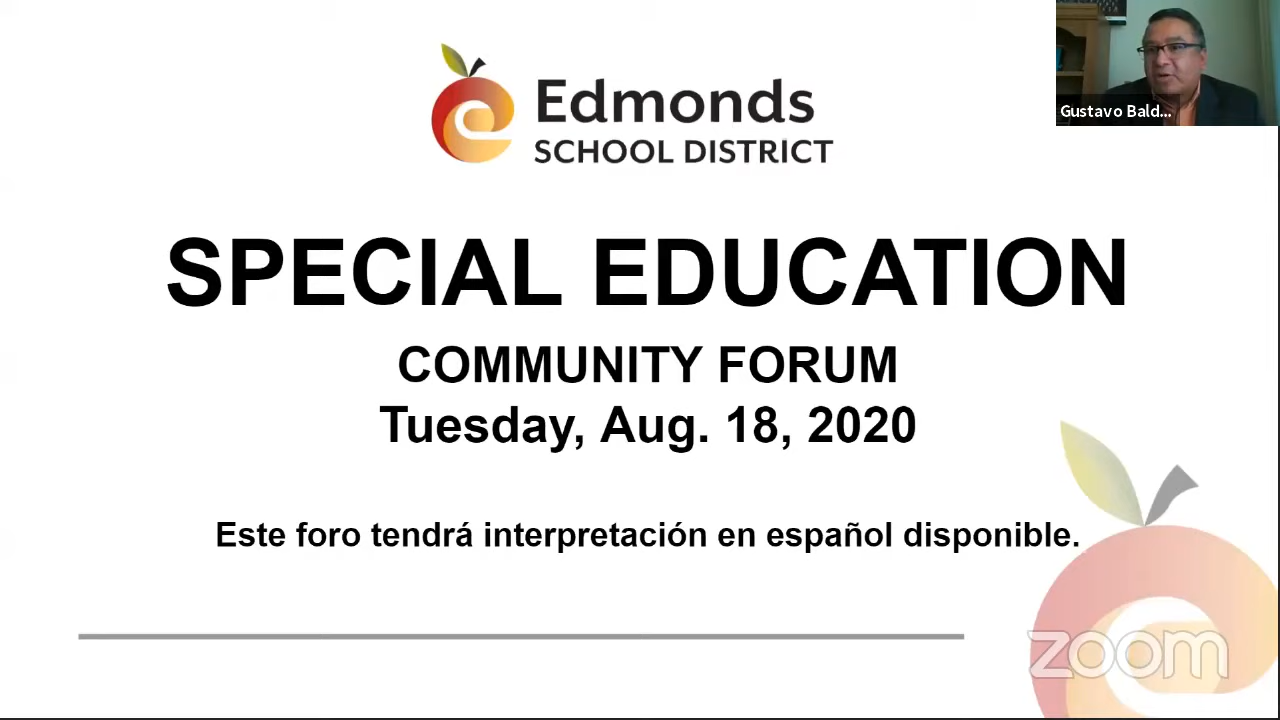 Edmonds
SCHOOL DISTRICT
Gustavo Bald...
SPECIAL EDUCATION
COMMUNITY FORUM
Tuesday, Aug. 18, 2020
Este foro tendrá interpretación en español disponible.
zoom